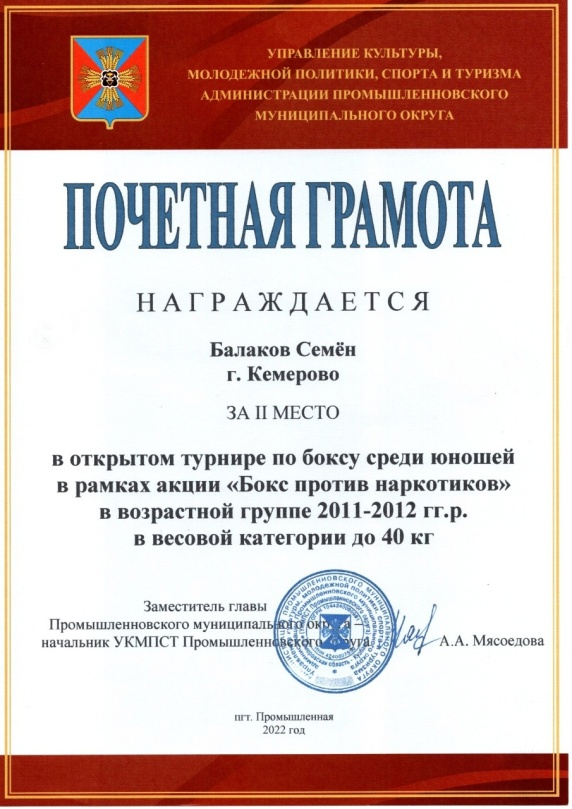 УПРАВЛЕНИЕ КУЛЬТУРЫ,
МОЛОДЕЖНОЙ ПОЛИТИКИ, СПОРТА И ТУРИЗМА
АДМИНИСТРАЦИИ ПРОМЫШЛЕННОВСКОГО
МУНИЦИПАЛЬНОГО ОКРУГА
ПОЧЕТНАЯ ГРАМОТА
НАГРАЖДАЕТСЯ
Балаков Семён
г. Кемерово
ЗА II МЕСТО
в открытом турнире по боксу среди юношей
в рамках акции «Бокс против наркотиков»
в возрастной группе 2011-2012 гг.р.
в весовой категории до 40 кг
Заместитель главы
Промышленновского муниципального округа –
начальник УКМПСТ Промышленновского округа
А.А. Мясоедова
пгт. Промышленная
2022 год